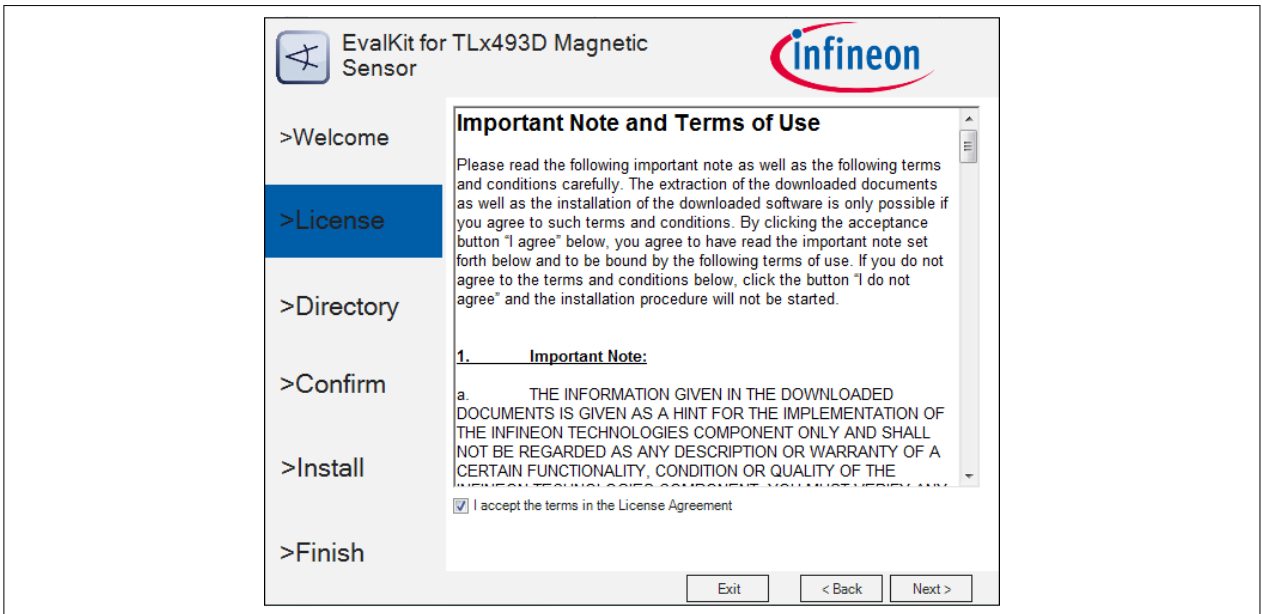 EvalKit for TLx493D Magnetic
Sensor
infineon
>Welcome
>License
>Directory
>Confirm
>Install
>Finish
Important Note and Terms of Use
Please read the following important note as well as the following terms
and conditions carefully. The extraction of the downloaded documents
as well as the installation of the downloaded software is only possible if
you agree to such terms and conditions. By clicking the acceptance
button “I agree” below, you agree to have read the important note set
forth below and to be bound by the following terms of use. If you do not
agree to the terms and conditions below, click the button “I do not
agree” and the installation procedure will not be started.
1. Important Note:
a. THE INFORMATION GIVEN IN THE DOWNLOADED
DOCUMENTS IS GIVEN AS A HINT FOR THE IMPLEMENTATION OF
THE INFINEON TECHNOLOGIES COMPONENT ONLY AND SHALL
NOT BE REGARDED AS ANY DESCRIPTION OR WARRANTY OF A
CERTAIN FUNCTIONALITY, CONDITION OR QUALITY OF THE
INFINEON TECHNOLOGIES COMPONENT. YOU MUST VERIFY ANY
I accept the terms in the License Agreement
Exit
< Back
Next >